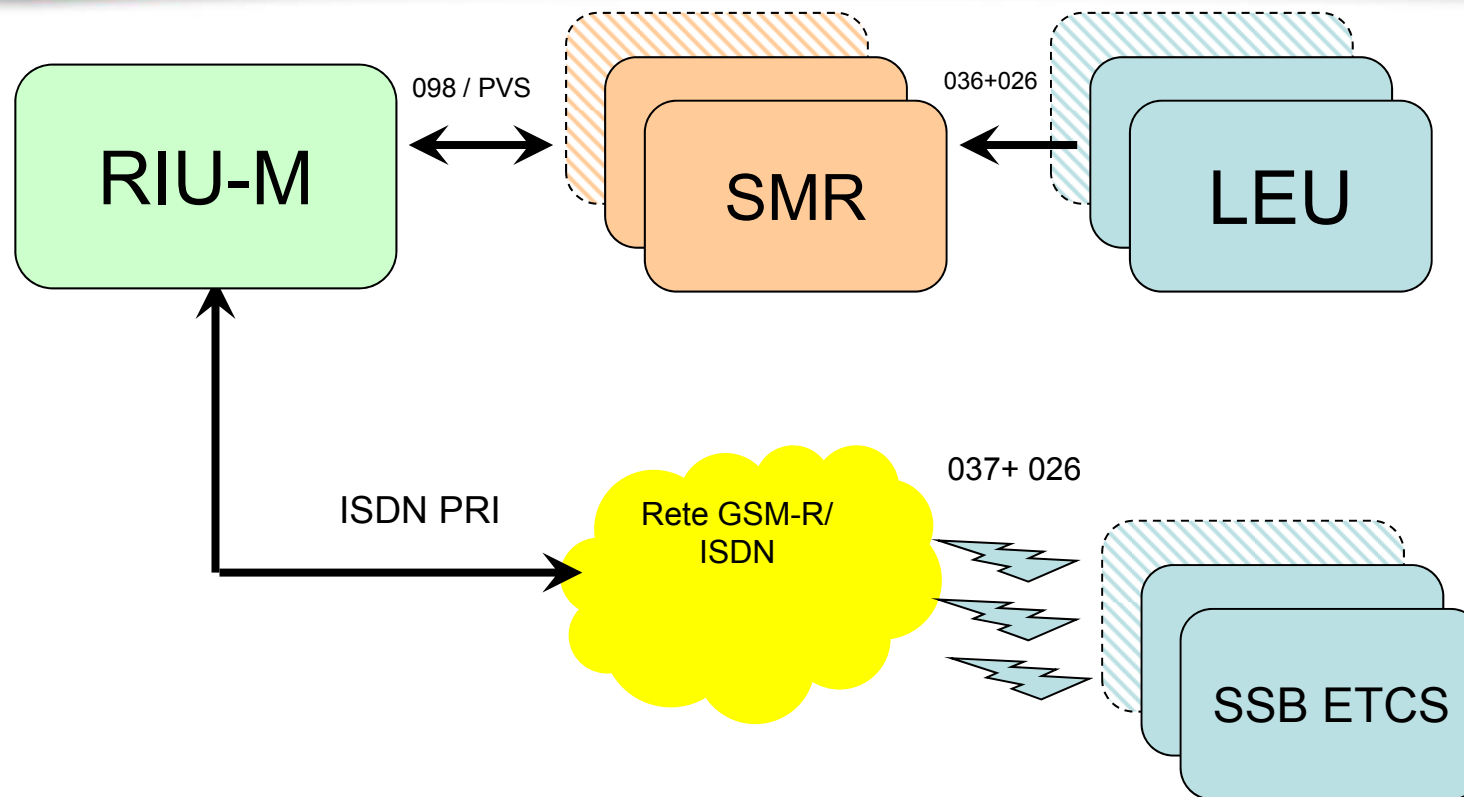 098 / PVS
036+026
RIU-M
SMR
LEU
ISDN PRI
Rete GSM-R/
ISDN
037+ 026
SSB ETCS